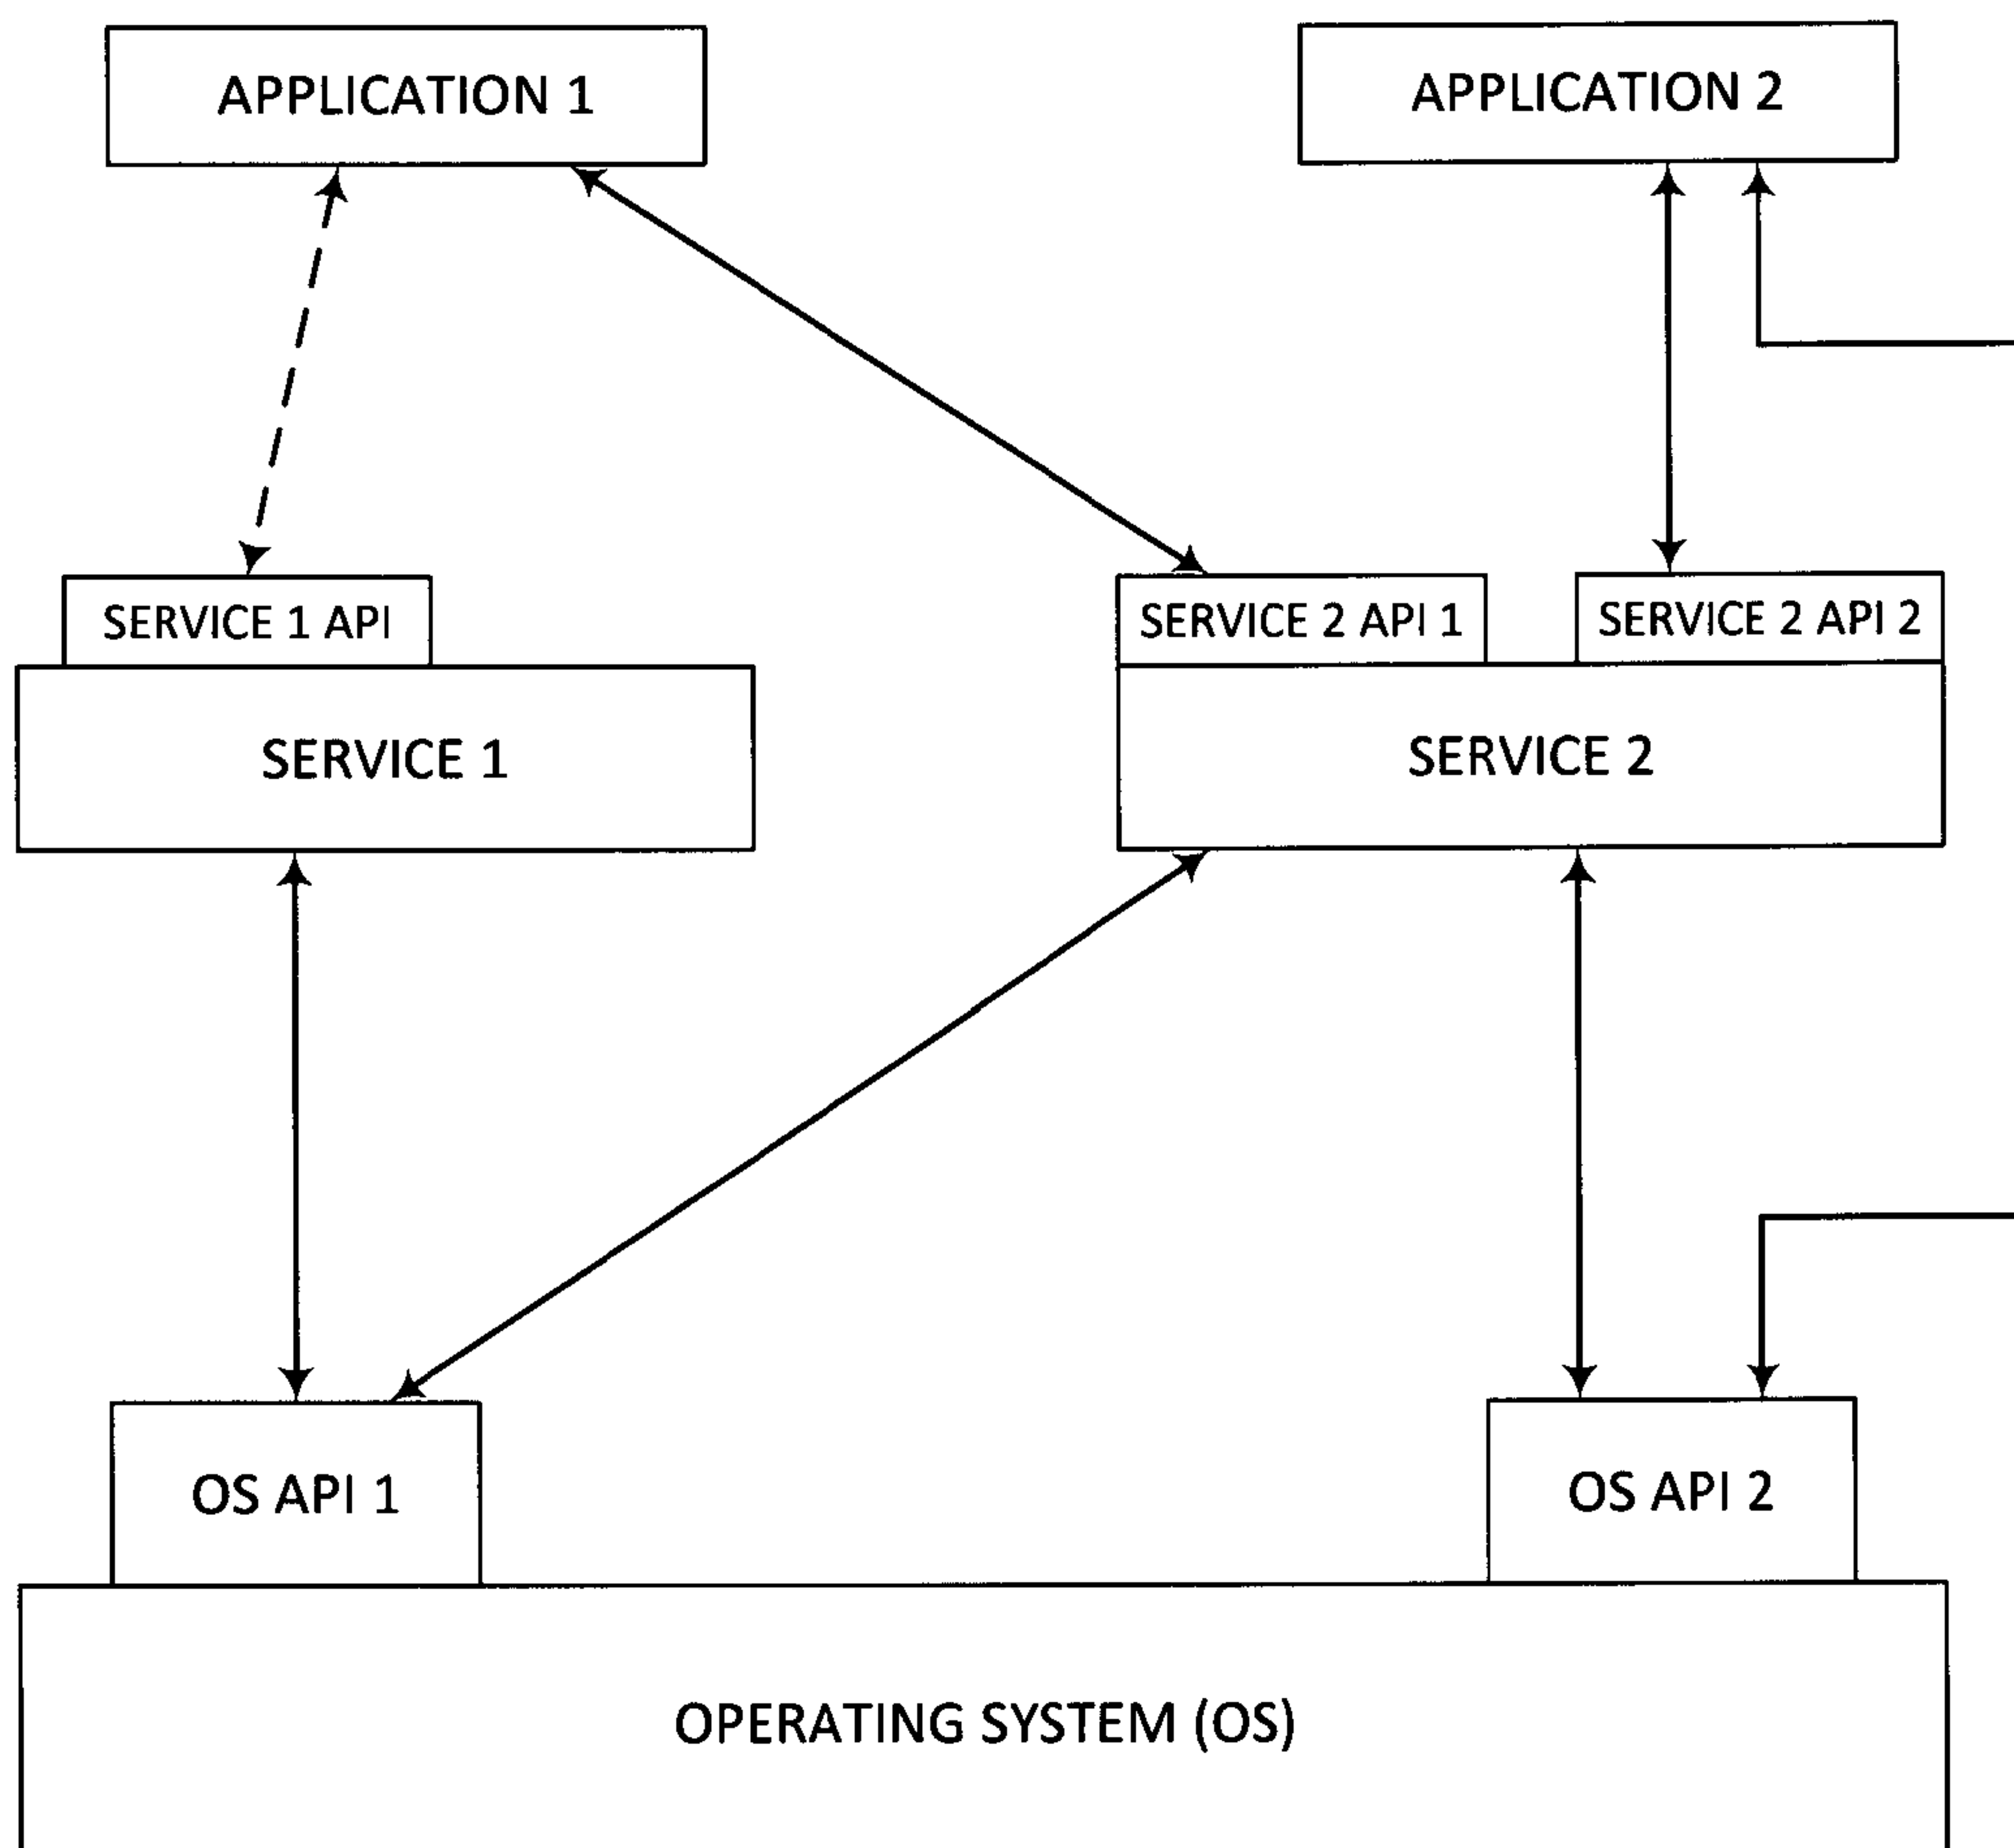 APPLICATION 1
APPLICATION 2
SERVICE 1 API
SERVICE 2 API 1
SERVICE 2 API 2
SERVICE 1
SERVICE 2
OS API 1
OS API 2
OPERATING SYSTEM (OS)